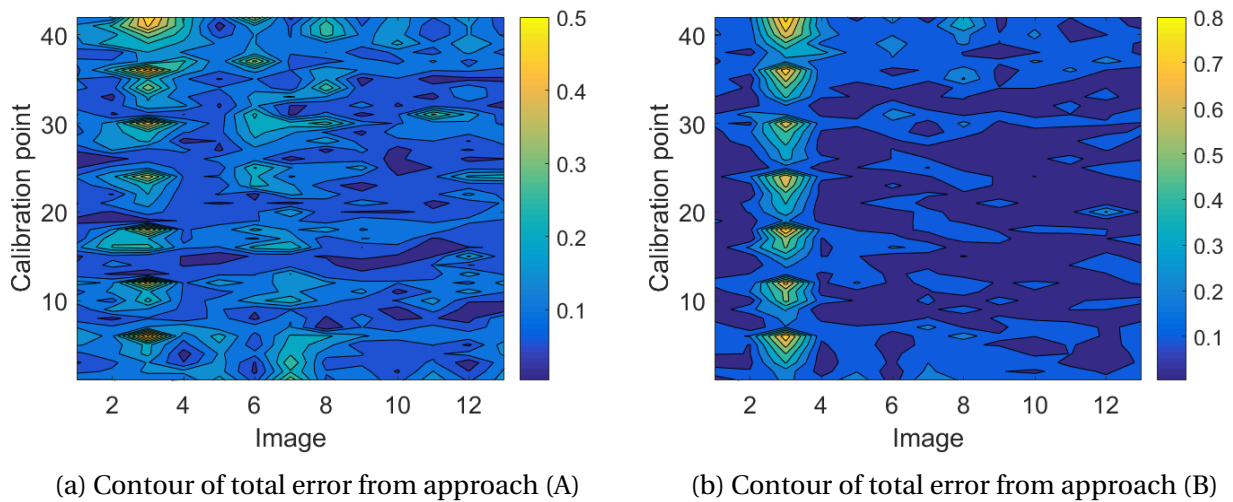 Calibration point
40
30
20
10
2 4 6 8 10 12
Image
0.5
0.4
0.3
0.2
0.1
(a) Contour of total error from approach (A)
Calibration point
40
30
20
10
2 4 6 8 10 12
Image
0.8
0.7
0.6
0.5
0.4
0.3
0.2
0.1
(b) Contour of total error from approach (B)